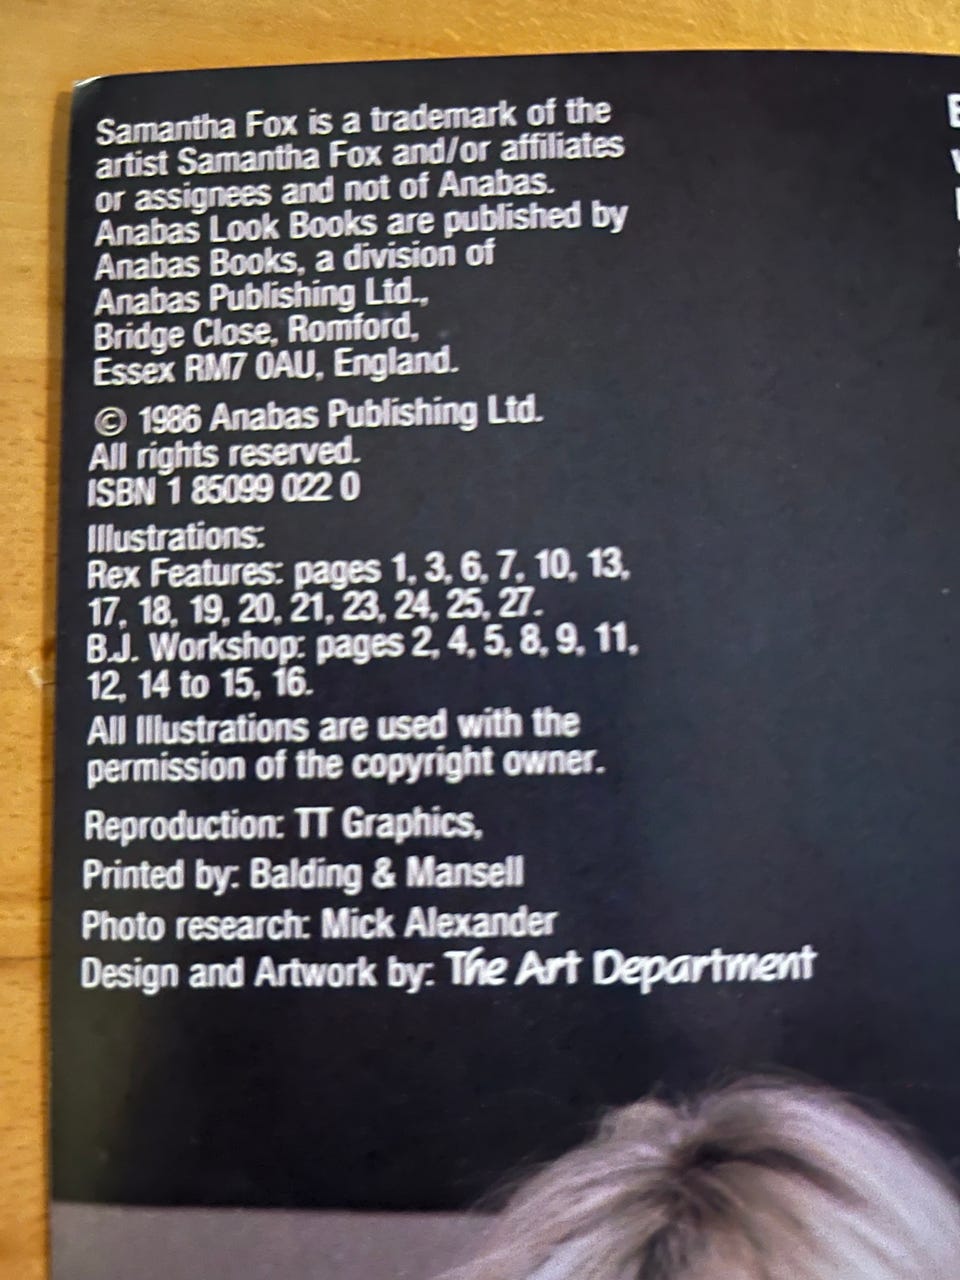 Samantha Fox is a trademark of the
artist Samantha Fox and/or affiliates
or assignees and not of Anabas.
Anabas Look Books are published by
Anabas Books, a division of
Anabas Publishing Ltd.,
Bridge Close, Romford,
Essex RM7 0AU, England.
© 1986 Anabas Publishing Ltd.
All rights reserved.
ISBN 1 85099 022 0
Illustrations:
Rex Features: pages 1, 3, 6, 7, 10, 13,
17, 18, 19, 20, 21, 23, 24, 25, 27.
B.J. Workshop: pages 2, 4, 5, 8, 9, 11,
12, 14 to 15, 16.
All Illustrations are used with the
permission of the copyright owner.
Reproduction: TT Graphics,
Printed by: Balding & Mansell
Photo research: Mick Alexander
Design and Artwork by: The Art Department